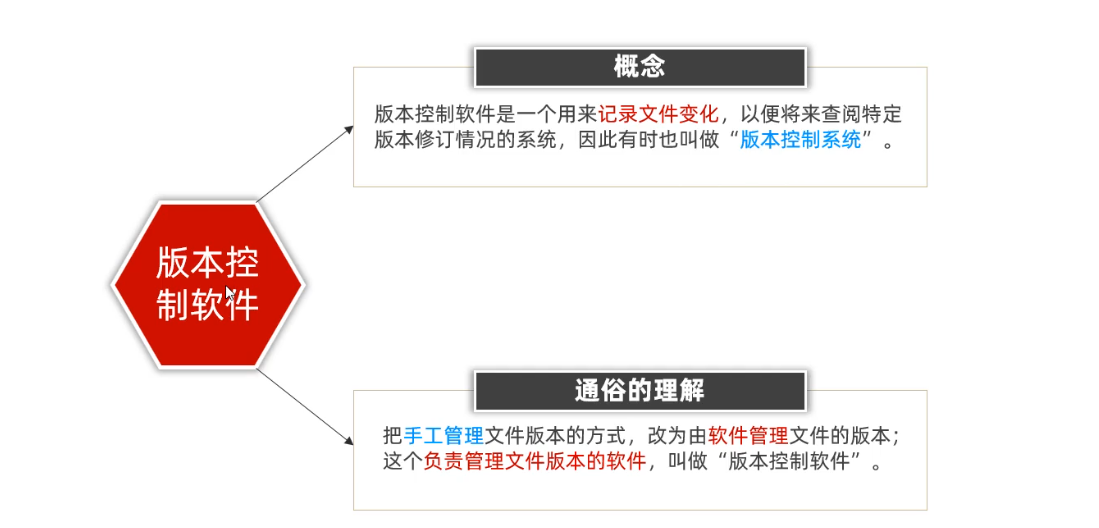 概念
版本控制软件是一个用来记录文件变化，以便将来查阅特定
版本修订情况的系统，因此有时也叫做“版本控制系统”。
版本控
制软件
通俗的理解
把手工管理文件版本的方式，改为由软件管理文件的版本；
这个负责管理文件版本的软件，叫做“版本控制软件”。